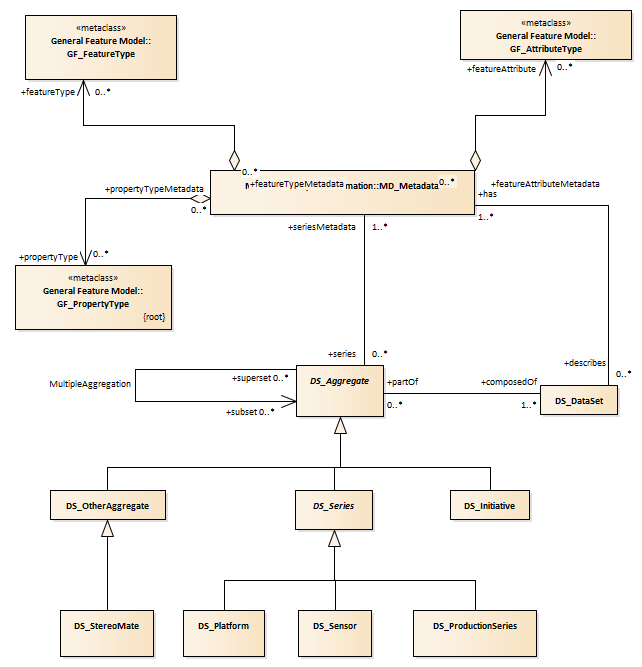 «metaclass»
General Feature Model::
GF_FeatureType
«metaclass»
General Feature Model::
GF_AttributeType
+featureType
0..*
+featureAttribute
0..*
0..*
+featureTypeMetadata
mation::MD_Metadata
0..*
+propertyTypeMetadata
0..*
+featureAttributeMetadata
+has
1..*
+seriesMetadata
1..*
+propertyType
0..*
«metaclass»
General Feature Model::
GF_PropertyType
{root}
+series
0..*
+describes
0..*
MultipleAggregation
+superset 0..*
+subset 0..*
DS_Aggregate
+partOf
0..*
+composedOf
1..*
DS_DataSet
DS_OtherAggregate
DS_Series
DS_Initiative
DS_StereoMate
DS_Platform
DS_Sensor
DS_ProductionSeries